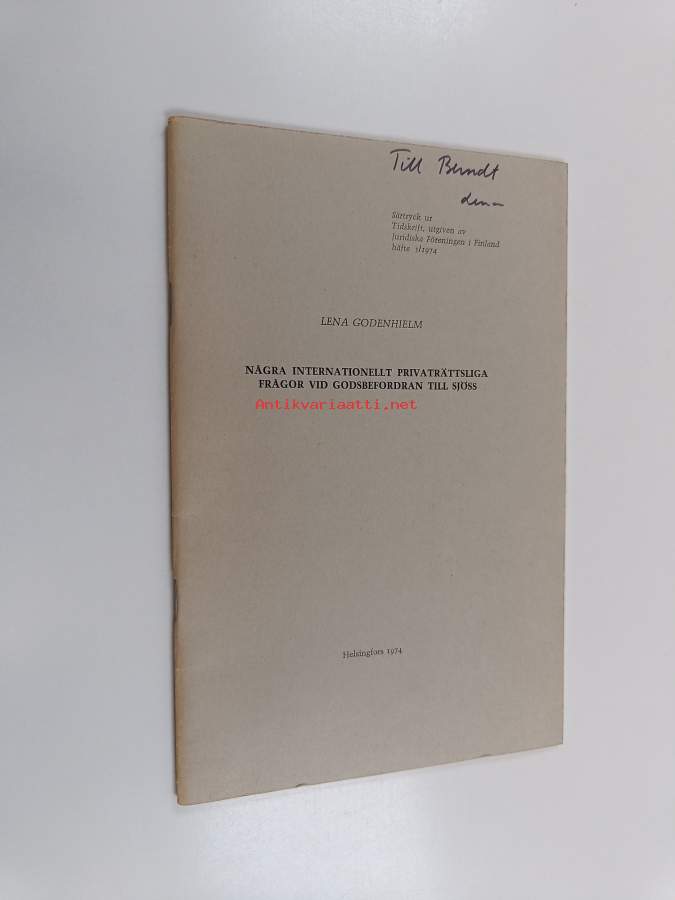 Till Berndt
Lena
Särtryck ur
Tidskrift, utgiven av
Juridiska Föreningen i Finland
häfte 1/1974
LENA GODENHIELM
NÅGRA INTERNATIONELLT PRIVATRÄTTSLIGA
FRÅGOR VID GODSBEFORDRAN TILL SJÖSS
Antikvariaatti.net
Helsingfors 1974